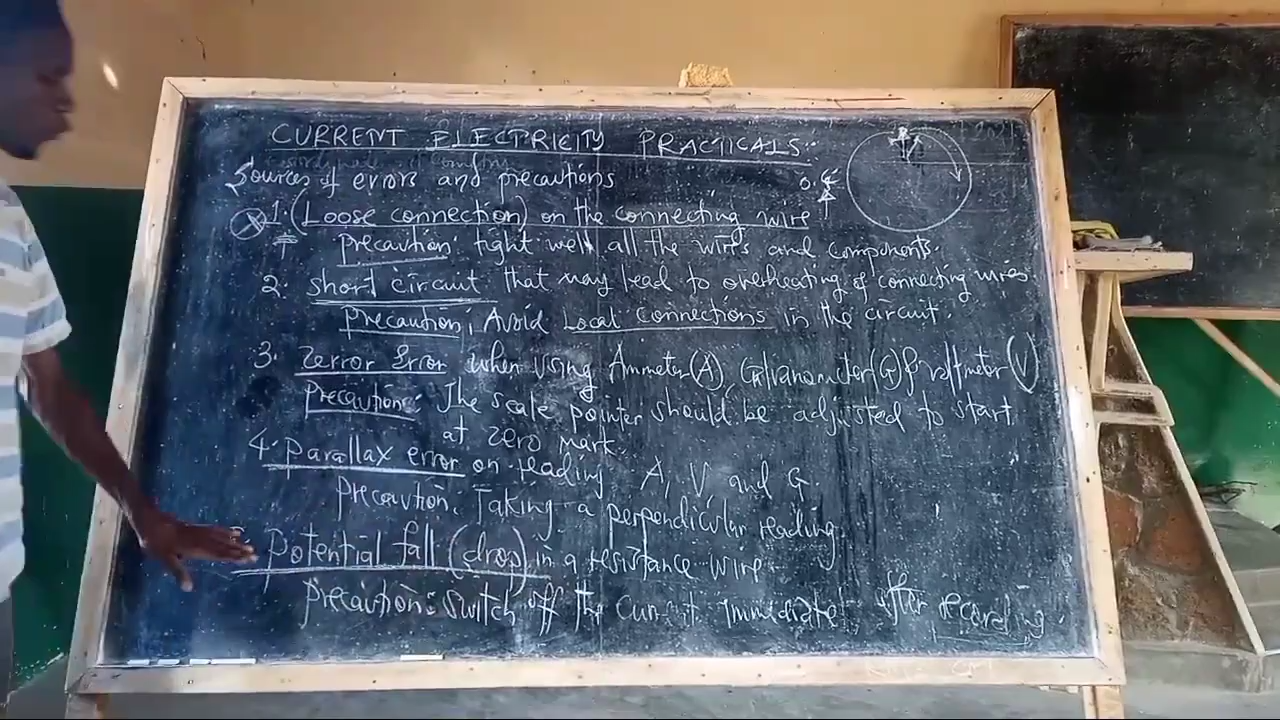 CURRENT ELECTRICITY PRACTICALS:
Sources of errors and precautions
1. (Loose connection) on the connecting wire
Precaution: tight well all the wires and components.
2. Short circuit that may lead to overheating of connecting wires
Precaution; Avoid Local Connections in the circuit.
3. Zerror Error when using Ammeter(A), Galvanometer(G) & voltmeter (V)
Precaution: The scale pointer should be adjusted to start
at zero mark.
4. Parallax error on reading A, V, and G.
Precaution: Taking a perpendicular reading.
Potential fall (drop) in a resistance wire
Precaution: Switch off the current immediate after recording.